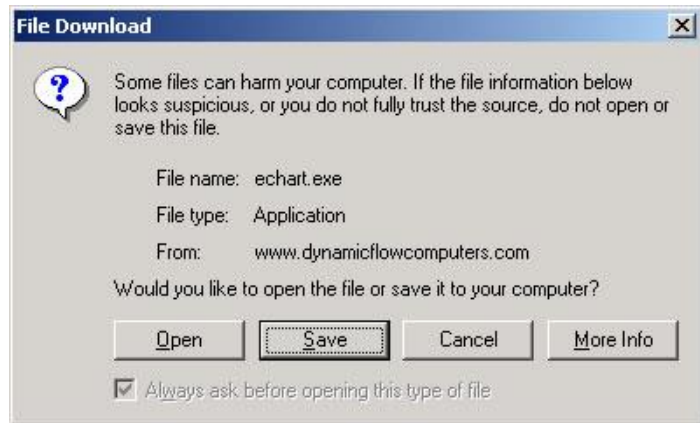 File Download
Some files can harm your computer. If the file information below
looks suspicious, or you do not fully trust the source, do not open or
save this file.
File name: echart.exe
File type: Application
From: www.dynamicflowcomputers.com
Would you like to open the file or save it to your computer?
Open Save Cancel More Info
Always ask before opening this type of file